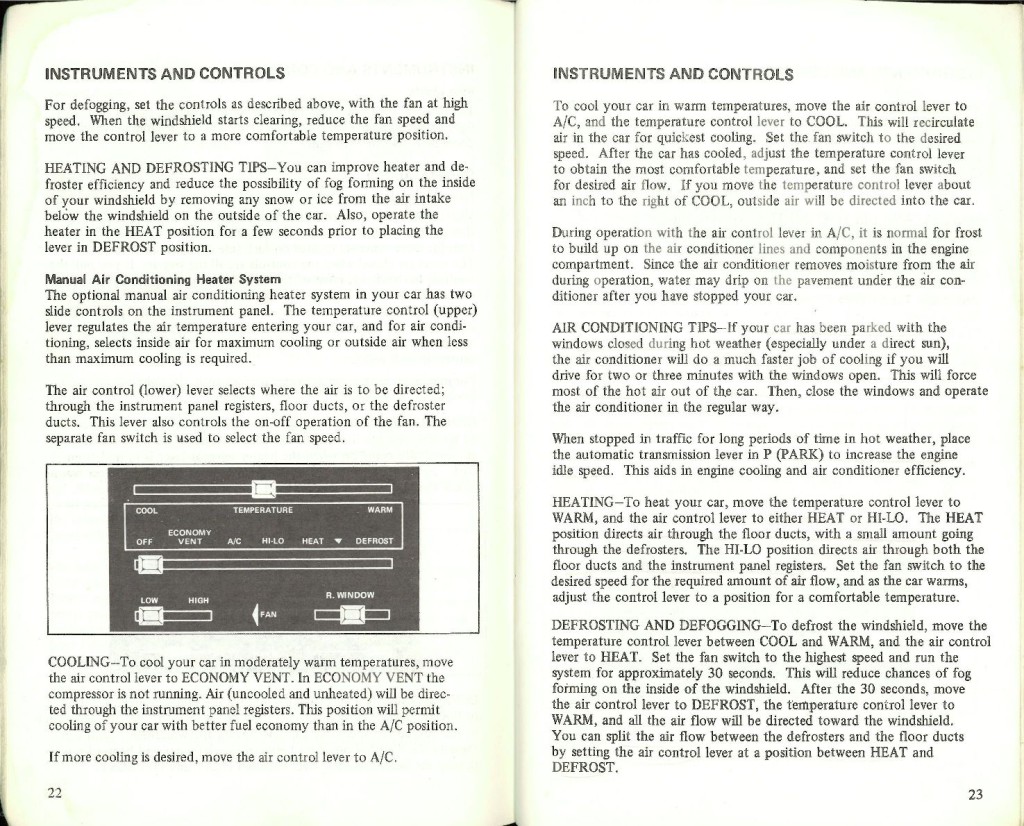 INSTRUMENTS AND CONTROLS
For defogging, set the controls as described above, with the fan at high
speed. When the windshield starts clearing, reduce the fan speed and
move the control lever to a more comfortable temperature position.
HEATING AND DEFROSTING TIPS—You can improve heater and de-
froster efficiency and reduce the possibility of fog forming on the inside
of your windshield by removing any snow or ice from the air intake
below the windshield on the outside of the car. Also, operate the
heater in the HEAT position for a few seconds prior to placing the
lever in DEFROST position.
Manual Air Conditioning Heater System
The optional manual air conditioning heater system in your car has two
slide controls on the instrument panel. The temperature control (upper)
lever regulates the air temperature entering your car, and for air condi-
tioning, selects inside air for maximum cooling or outside air when less
than maximum cooling is required.
The air control (lower) lever selects where the air is to be directed;
through the instrument panel registers, floor ducts, or the defroster
ducts. This lever also controls the on-off operation of the fan. The
separate fan switch is used to select the fan speed.
COOL TEMPERATURE WARM
OFF ECONOMY VENT A/C HI-LO HEAT ▼ DEFROST
LOW HIGH FAN R. WINDOW
COOLING—To cool your car in moderately warm temperatures, move
the air control lever to ECONOMY VENT. In ECONOMY VENT the
compressor is not running. Air (uncooled and unheated) will be direc-
ted through the instrument panel registers. This position will permit
cooling of your car with better fuel economy than in the A/C position.
If more cooling is desired, move the air control lever to A/C.
22
INSTRUMENTS AND CONTROLS
To cool your car in warm temperatures, move the air control lever to
A/C, and the temperature control lever to COOL. This will recirculate
air in the car for quickest cooling. Set the fan switch to the desired
speed. After the car has cooled, adjust the temperature control lever
to obtain the most comfortable temperature, and set the fan switch
for desired air flow. If you move the temperature control lever about
an inch to the right of COOL, outside air will be directed into the car.
During operation with the air control lever in A/C, it is normal for frost
to build up on the air conditioner lines and components in the engine
compartment. Since the air conditioner removes moisture from the air
during operation, water may drip on the pavement under the air con-
ditioner after you have stopped your car.
AIR CONDITIONING TIPS—If your car has been parked with the
windows closed during hot weather (especially under a direct sun),
the air conditioner will do a much faster job of cooling if you will
drive for two or three minutes with the windows open. This will force
most of the hot air out of the car. Then, close the windows and operate
the air conditioner in the regular way.
When stopped in traffic for long periods of time in hot weather, place
the automatic transmission lever in P (PARK) to increase the engine
idle speed. This aids in engine cooling and air conditioner efficiency.
HEATING—To heat your car, move the temperature control lever to
WARM, and the air control lever to either HEAT or HI-LO. The HEAT
position directs air through the floor ducts, with a small amount going
through the defrosters. The HI-LO position directs air through both the
floor ducts and the instrument panel registers. Set the fan switch to the
desired speed for the required amount of air flow, and as the car warms,
adjust the control lever to a position for a comfortable temperature.
DEFROSTING AND DEFOGGING—To defrost the windshield, move the
temperature control lever between COOL and WARM, and the air control
lever to HEAT. Set the fan switch to the highest speed and run the
system for approximately 30 seconds. This will reduce chances of fog
forming on the inside of the windshield. After the 30 seconds, move
the air control lever to DEFROST, the temperature control lever to
WARM, and all the air flow will be directed toward the windshield.
You can split the air flow between the defrosters and the floor ducts
by setting the air control lever at a position between HEAT and
DEFROST.
23